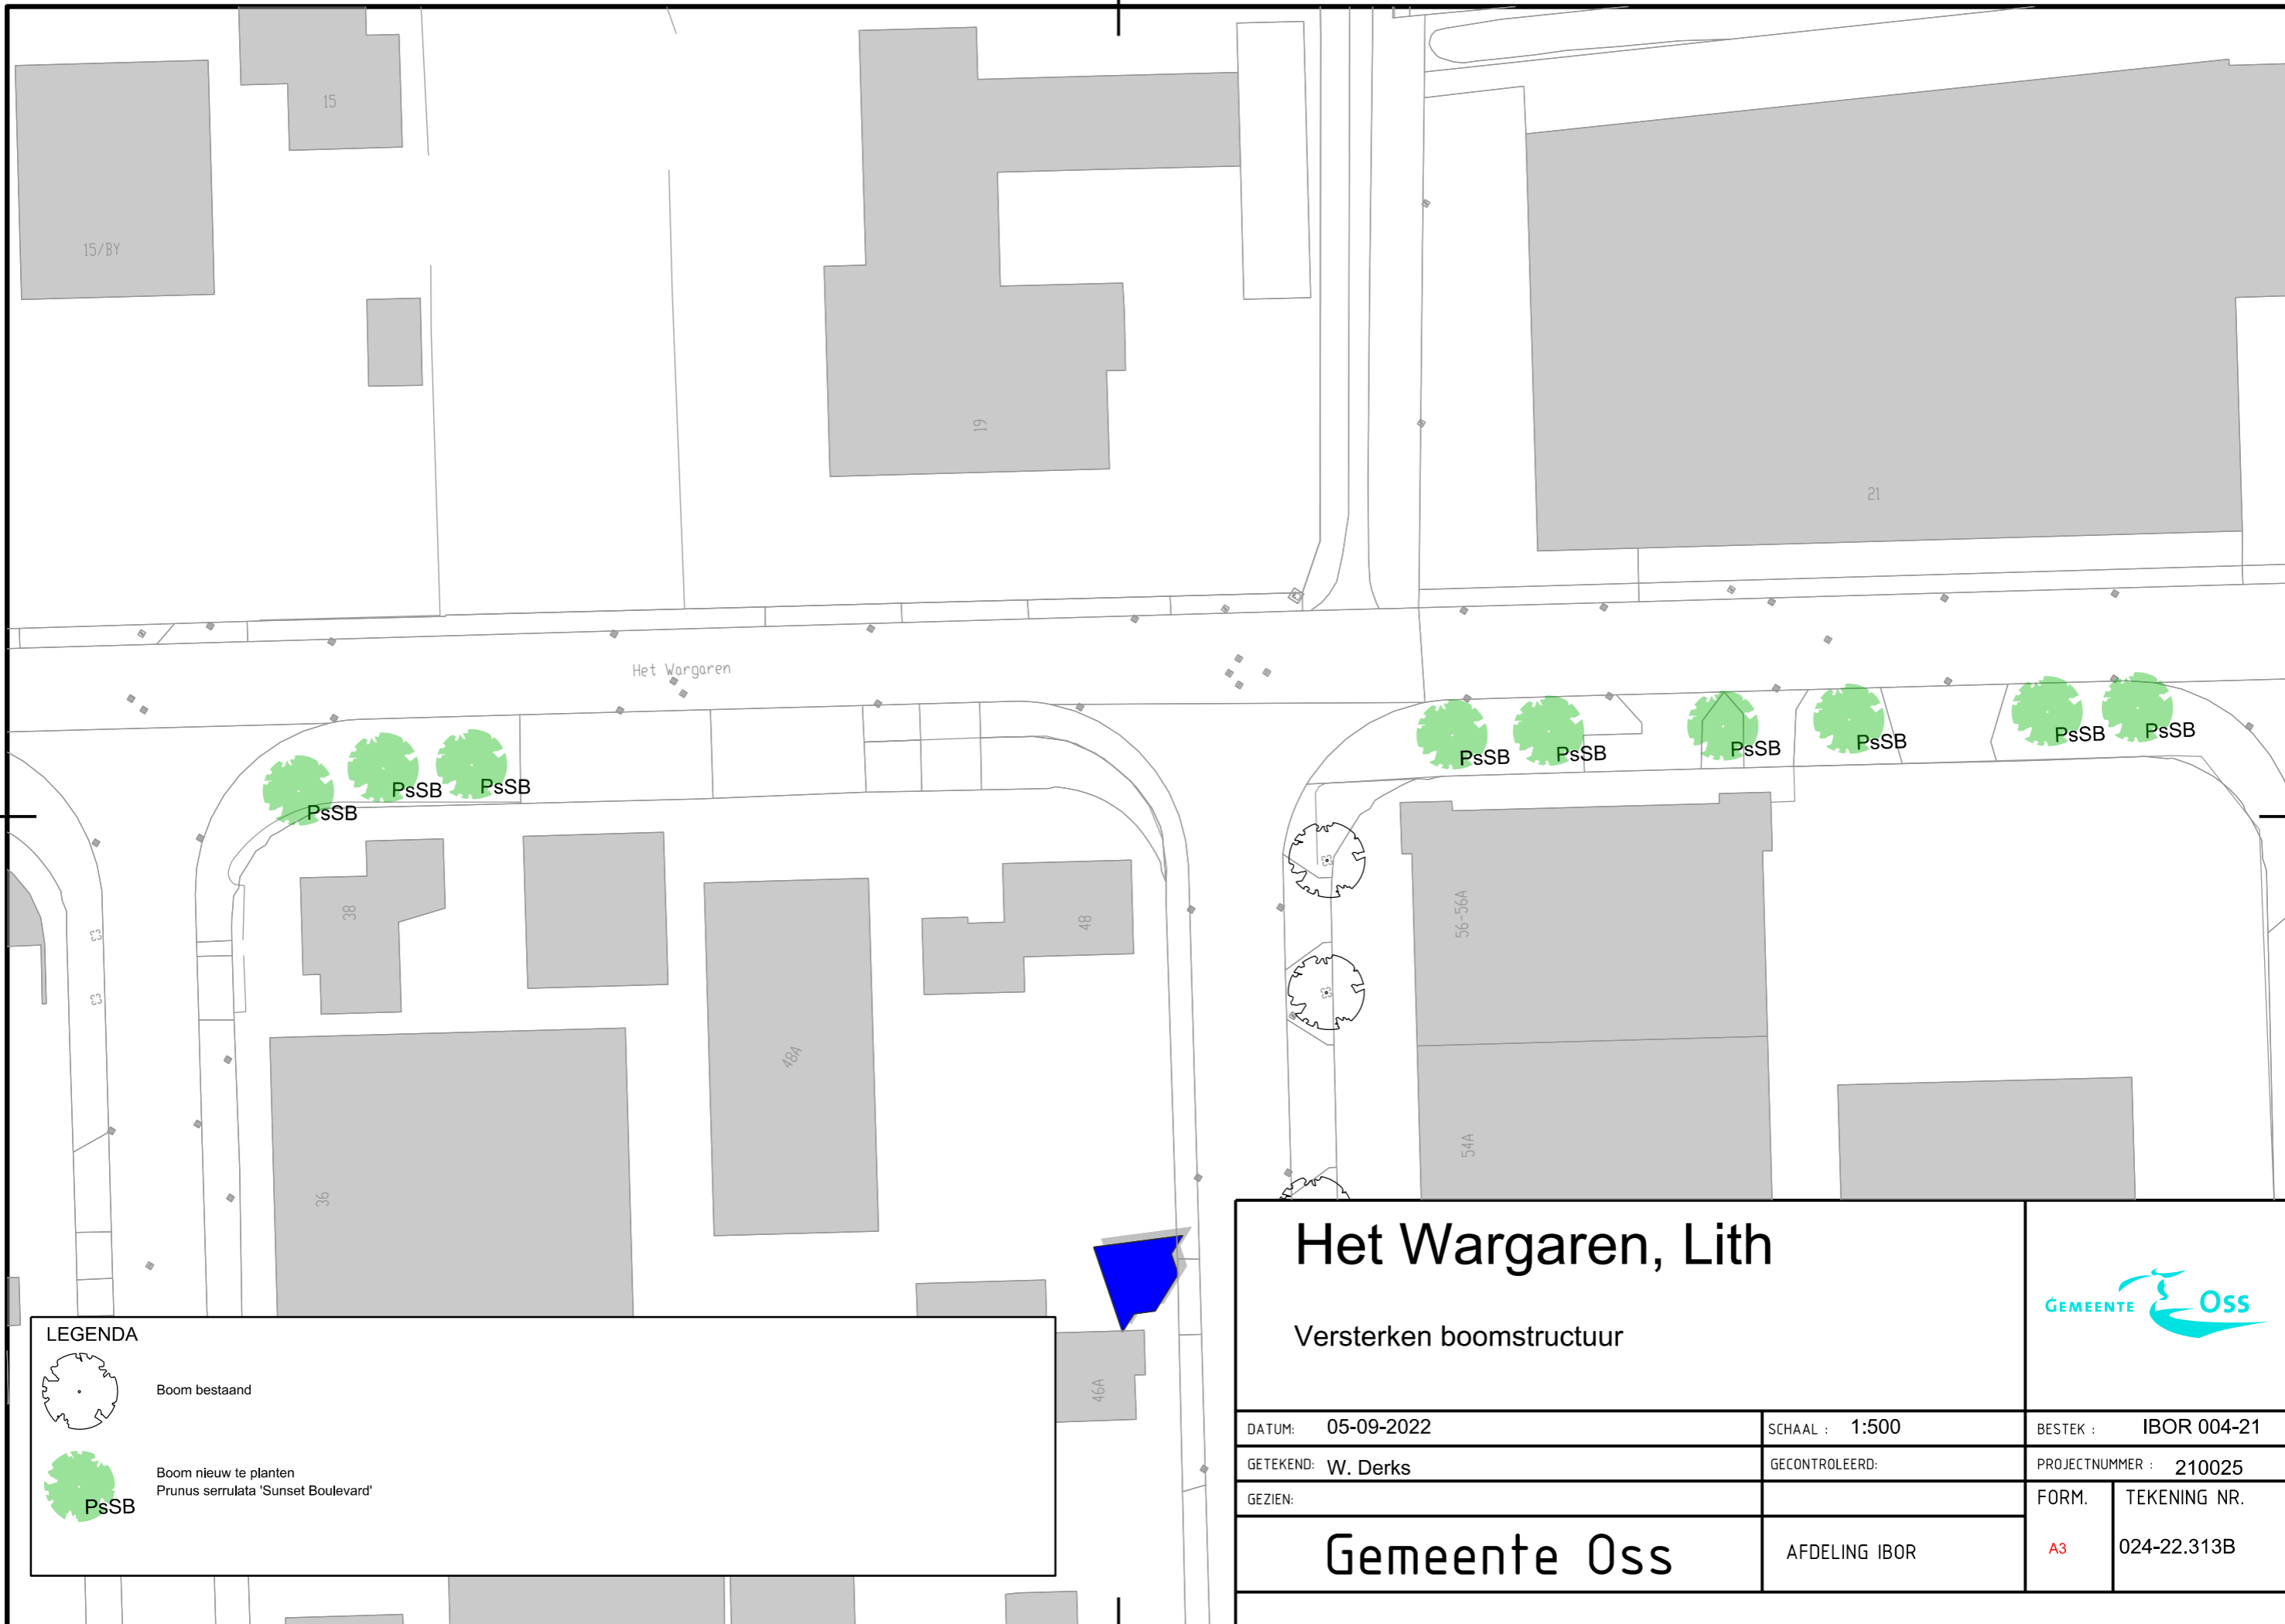 15
15/BY
19
21
Het Wargaren
PsSB
PsSB
PsSB
PsSB
PsSB
PsSB
PsSB
PsSB
PsSB
38
48
48A
36
56-56A
54A
46A
LEGENDA
Boom bestaand
Boom nieuw te planten
Prunus serrulata 'Sunset Boulevard'
PsSB
Het Wargaren, Lith
Versterken boomstructuur
GEMEENTE OSS
DATUM: 05-09-2022
SCHAAL : 1:500
BESTEK : IBOR 004-21
GETEKEND: W. Derks
GECONTROLEERD:
PROJECTNUMMER : 210025
GEZIEN:
FORM.
TEKENING NR.
Gemeente Oss
AFDELING IBOR
A3
024-22.313B